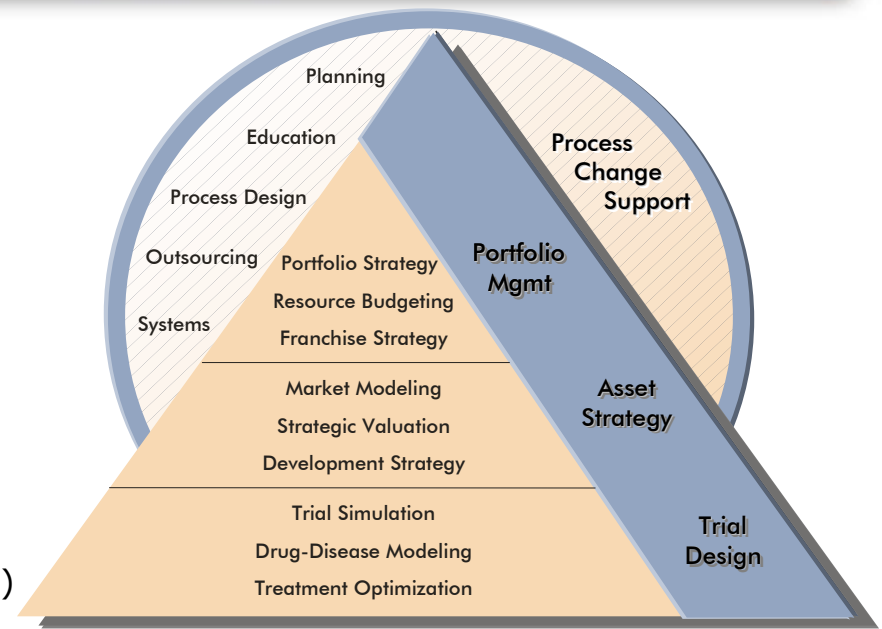 Planning
Education
Process Design
Outsourcing
Systems
Process
Change
Support
Portfolio Strategy
Resource Budgeting
Franchise Strategy
Portfolio
Mgmt
Market Modeling
Strategic Valuation
Development Strategy
Asset
Strategy
Trial Simulation
Drug-Disease Modeling
Treatment Optimization
Trial
Design
)